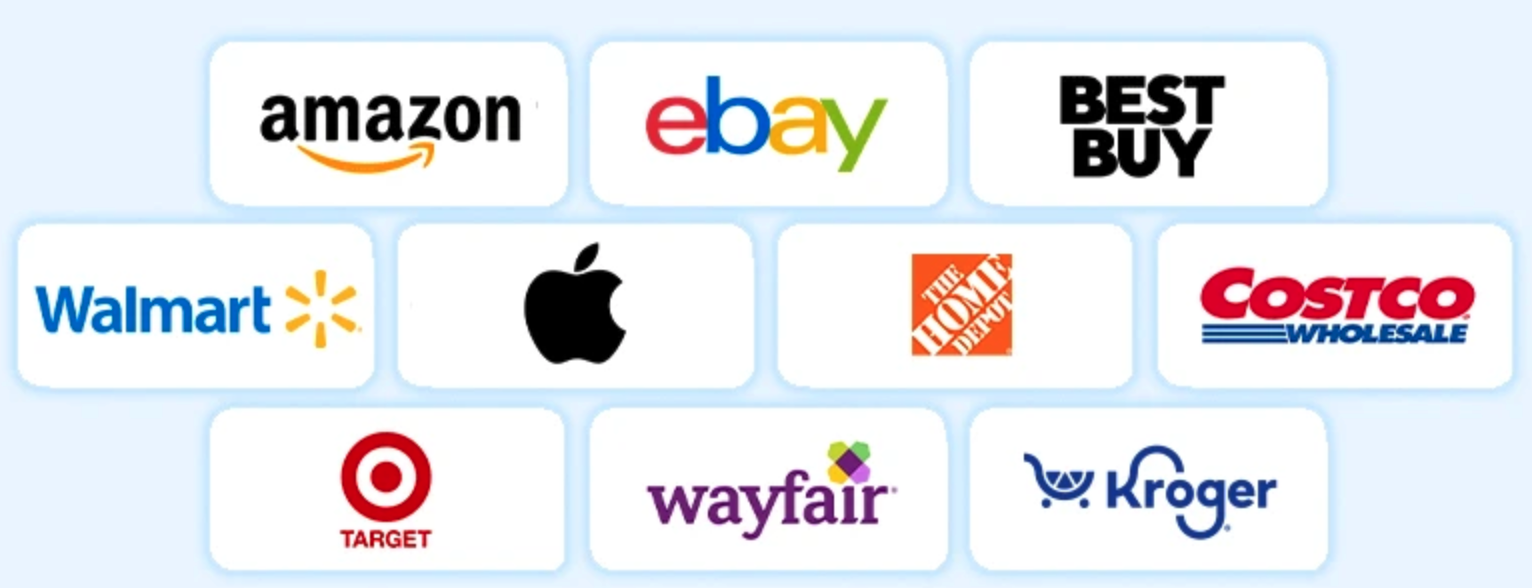 amazon
ebay
BEST
BUY
Walmart
THE
HOME
DEPOT
COSTCO
WHOLESALE
TARGET
wayfair
Kroger